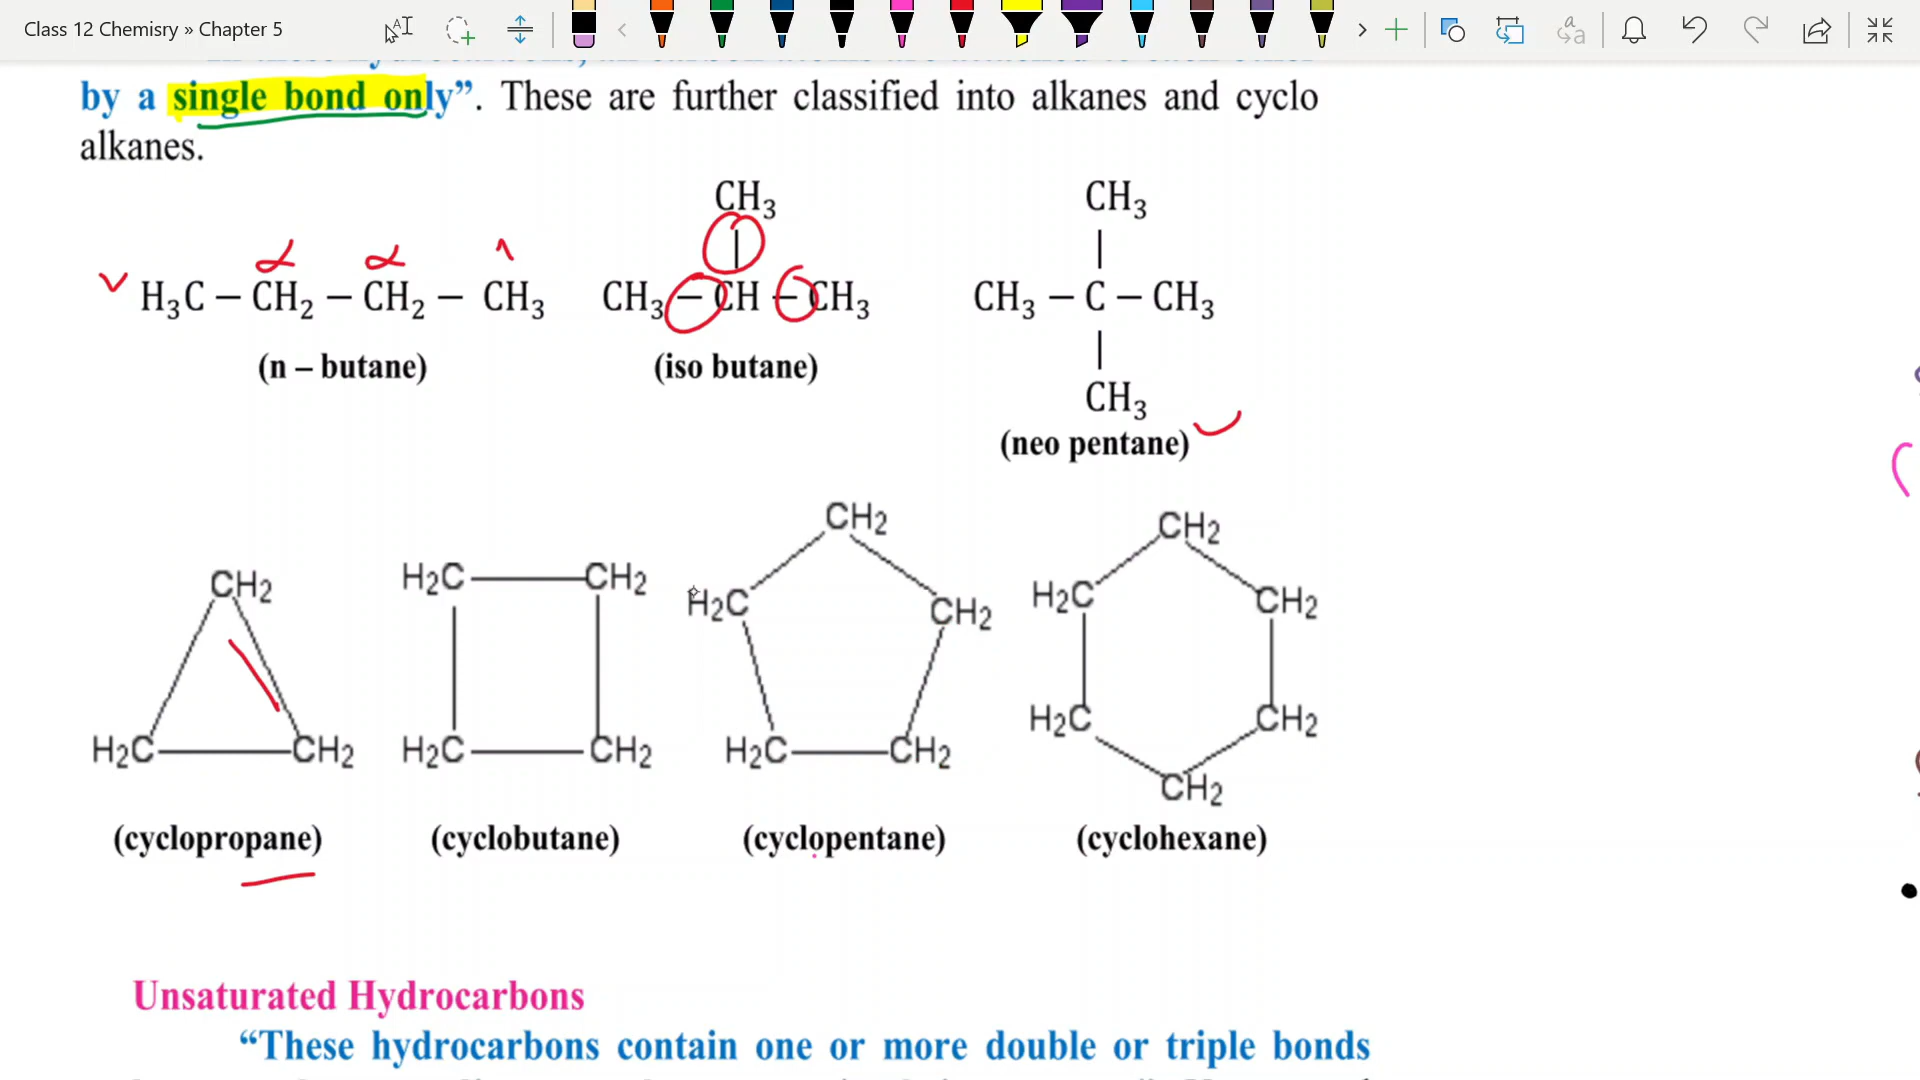 Class 12 Chemisry » Chapter 5
by a single bond only”. These are further classified into alkanes and cyclo
alkanes.
CH3
CH3
H3C – CH2 – CH2 – CH3
CH3 – CH – CH3
CH3 – C – CH3
(n – butane)
(iso butane)
CH3
(neo pentane)
CH2
H2C CH2
CH2
H2C CH2
H2C CH2
H2C CH2
CH2
H2C CH2
H2C CH2
CH2
H2C CH2
H2C CH2
CH2
(cyclopropane) (cyclobutane) (cyclopentane) (cyclohexane)
Unsaturated Hydrocarbons
“These hydrocarbons contain one or more double or triple bonds